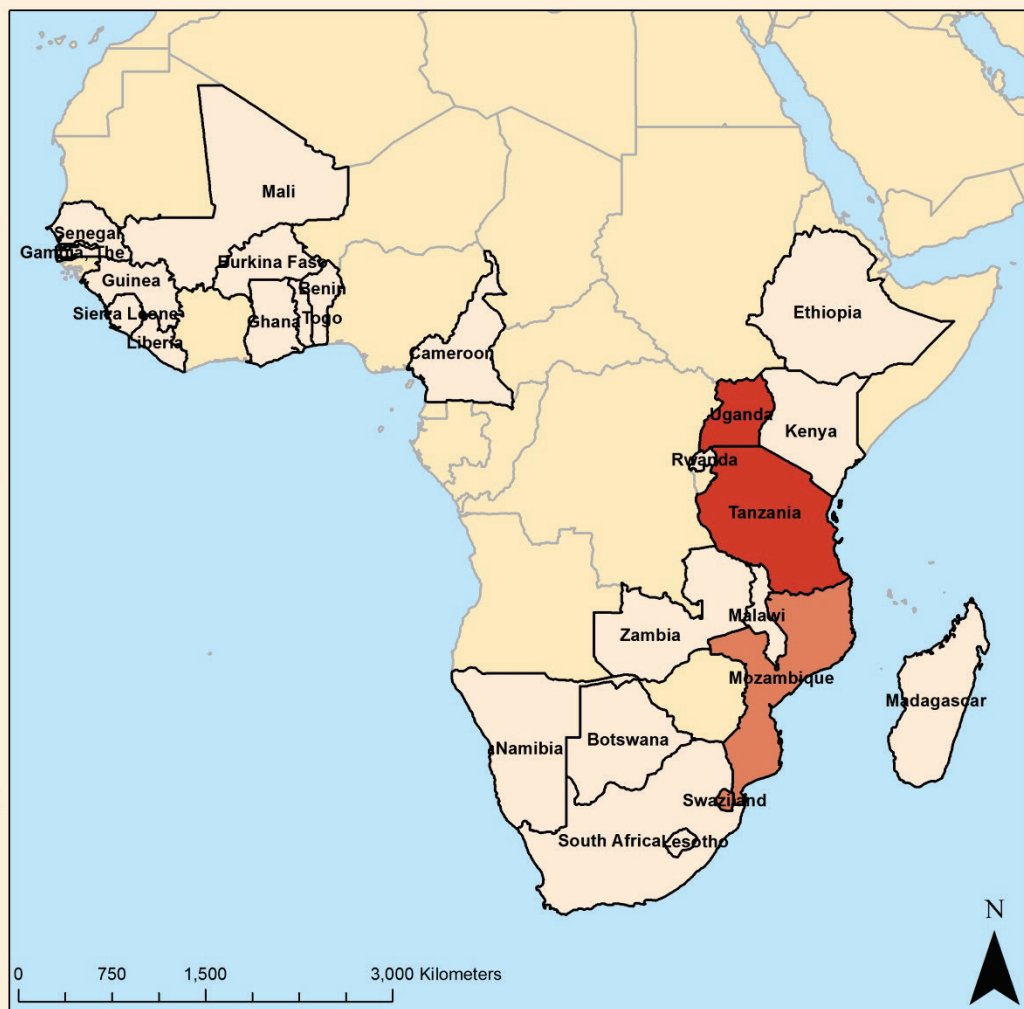 Mali
Senegal
Gambia, The
Burkina Faso
Guinea
Benin
Sierra Leone
Ghana
Togo
Liberia
Cameroon
Ethiopia
Uganda
Kenya
Rwanda
Tanzania
Malawi
Zambia
Mozambique
Madagascar
Namibia
Botswana
Swaziland
South Africa
Lesotho
N
0 750 1,500 3,000 Kilometers